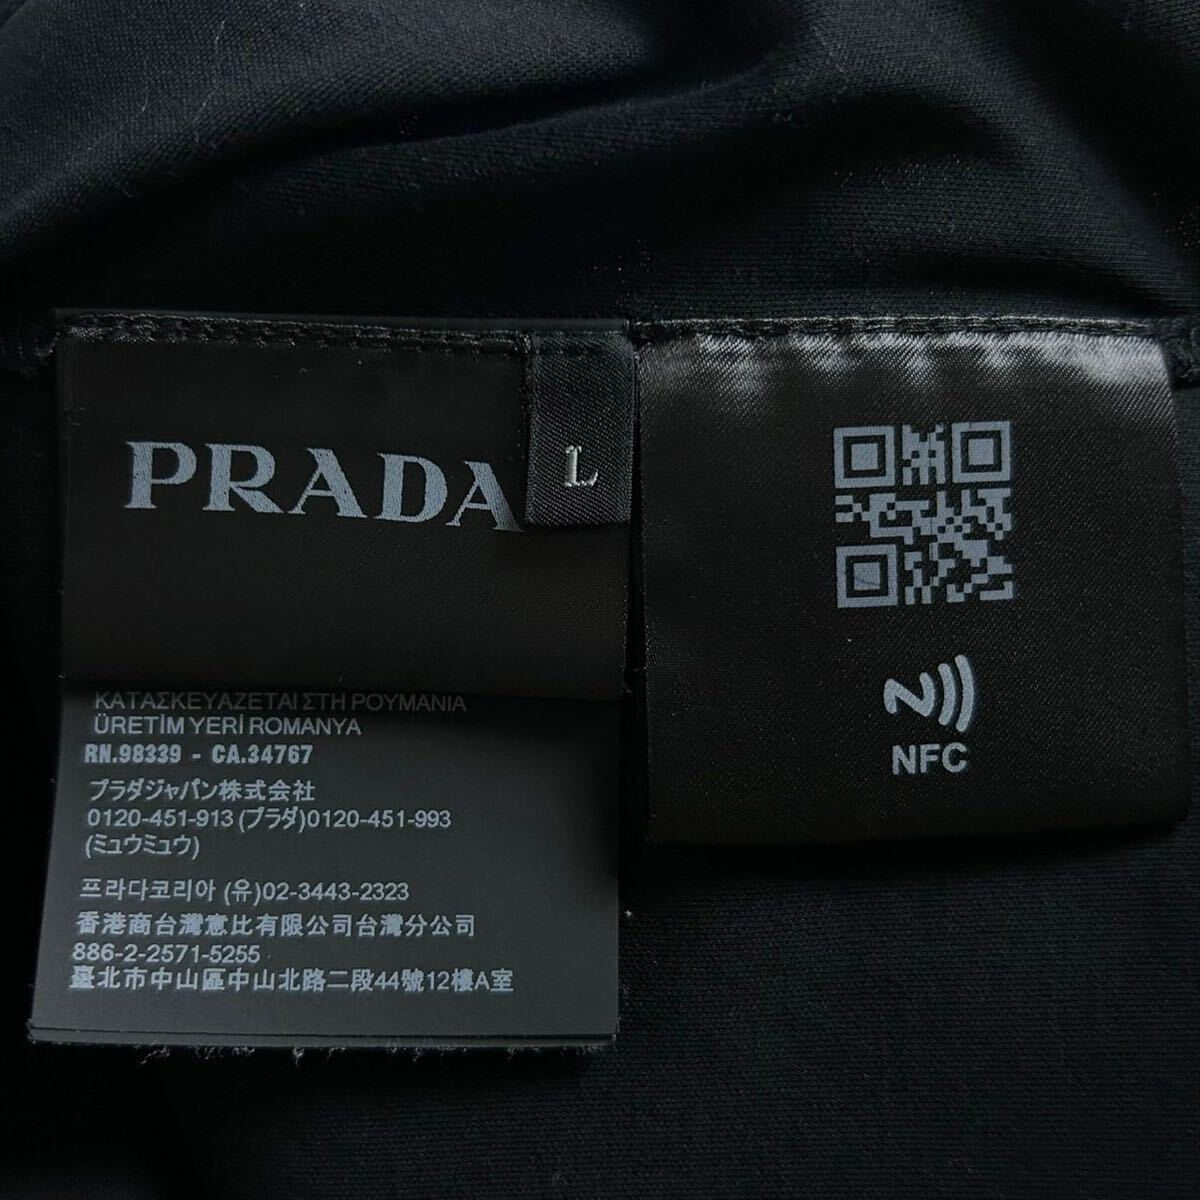 PRADA
L
ΚΑΤΑΣΚΕΥΑΖΕΤΑΙ ΣΤΗ ΡΟΥΜΑΝΙΑ
ÜRETİM YERİ ROMANYA
RN.98339 - CA.34767
プラダジャパン株式会社
0120-451-913 (プラダ)0120-451-993
(ミュウミュウ)
프라다코리아 (유)02-3443-2323
香港商台灣意比有限公司台灣分公司
886-2-2571-5255
臺北市中山區中山北路二段44號12樓A室
NFC